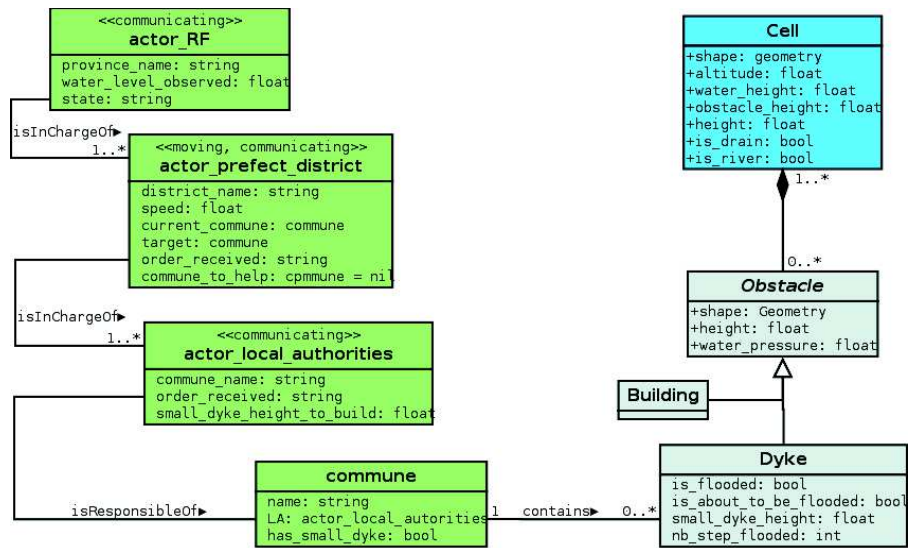 <<communicating>>
actor_RF
province_name: string
water_level_observed: float
state: string
isInChargeOf►
1..*
<<moving, communicating>>
actor_prefect_district
district_name: string
speed: float
current_commune: commune
target: commune
order_received: string
commune_to_help: cpmmune = nil
isInChargeOf►
1..*
<<communicating>>
actor_local_authorities
commune_name: string
order_received: string
small_dyke_height_to_build: float
isResponsibleOf►
commune
name: string
LA: actor_local_autorities
has_small_dyke: bool
1 contains► 0..*
Cell
+shape: geometry
+altitude: float
+water_height: float
+obstacle_height: float
+height: float
+is_drain: bool
+is_river: bool
1..*
0..*
Obstacle
+shape: Geometry
+height: float
+water_pressure: float
Building
Dyke
is_flooded: bool
is_about_to_be_flooded: bool
small_dyke_height: float
nb_step_flooded: int